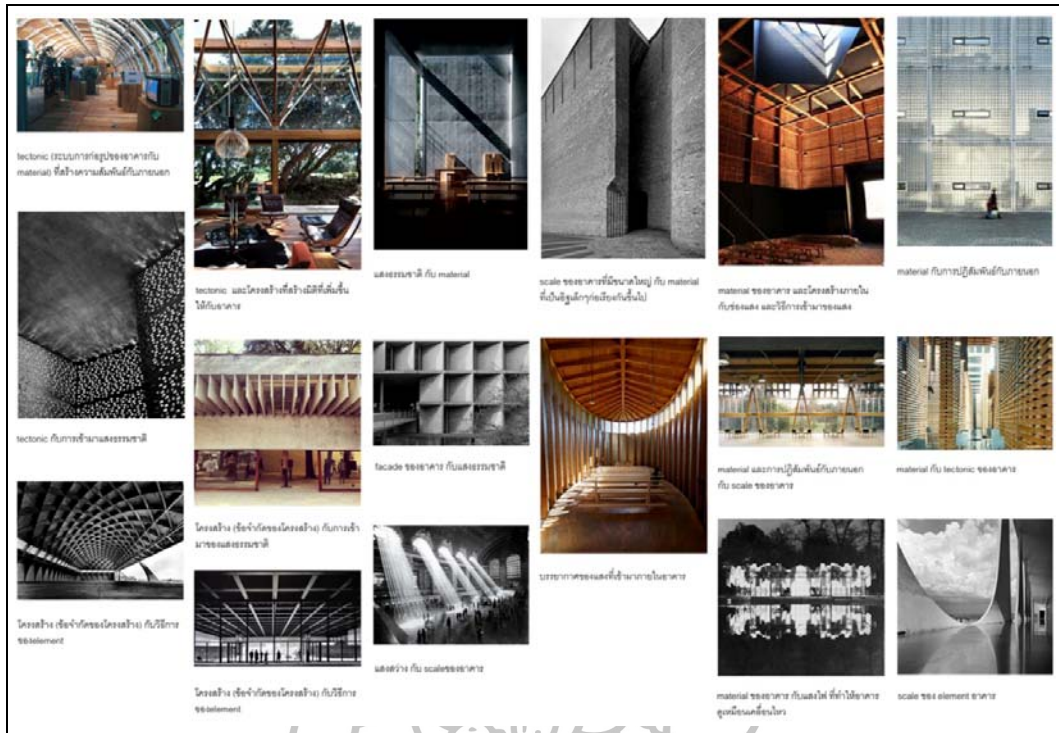 tectonic (ระบบการก่อรูปของอาคารกับ
material) ที่สร้างความสัมพันธ์กับภายนอก
tectonic กับการเข้ามาแสงธรรมชาติ
โครงสร้าง (ข้อจำกัดของโครงสร้าง) กับวิธีการ
ของelement
tectonic และโครงสร้างที่สร้างมิติที่เพิ่มขึ้น
ให้กับอาคาร
โครงสร้าง (ข้อจำกัดของโครงสร้าง) กับการเข้า
มาของแสงธรรมชาติ
โครงสร้าง (ข้อจำกัดของโครงสร้าง) กับวิธีการ
ของelement
แสงธรรมชาติ กับ material
facade ของอาคาร กับแสงธรรมชาติ
แสงสว่าง กับ scaleของอาคาร
scale ของอาคารที่มีขนาดใหญ่ กับ material
ที่เป็นอิฐเล็กๆก่อเรียงกันขึ้นไป
บรรยากาศของแสงที่เข้ามาภายในอาคาร
material ของอาคาร และโครงสร้างภายใน
กับช่องแสง และวิธีการเข้ามาของแสง
material และการปฏิสัมพันธ์กับภายนอก
กับ scale ของอาคาร
material ของอาคาร กับแสงไฟ ที่ทำให้อาคาร
ดูเหมือนเคลื่อนไหว
material กับการปฏิสัมพันธ์กับภายนอก
material กับ tectonic ของอาคาร
scale ของ element อาคาร